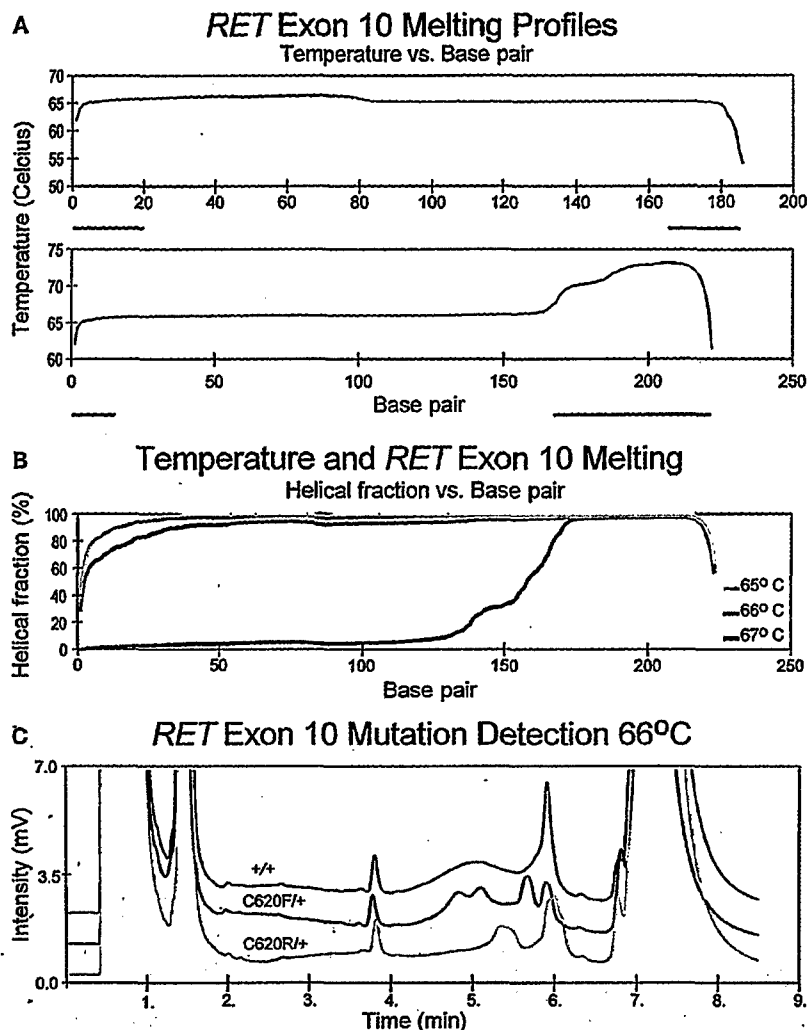 A
RET Exon 10 Melting Profiles
Temperature vs. Base pair
Temperature (Celcius)
70
65
60
55
50
0 20 40 60 80 100 120 140 160 180 200
75
70
65
60
0 50 100 150 200 250
Base pair
B
Temperature and RET Exon 10 Melting
Helical fraction vs. Base pair
Helical fraction (%)
100
80
60
40
20
0
65º C
66º C
67º C
0 50 100 150 200 250
Base pair
C
RET Exon 10 Mutation Detection 66ºC
Intensity (mV)
7.0
3.5
0.0
+/+
C620F/+
C620R/+
1. 2. 3. 4. 5. 6. 7. 8. 9.
Time (min)